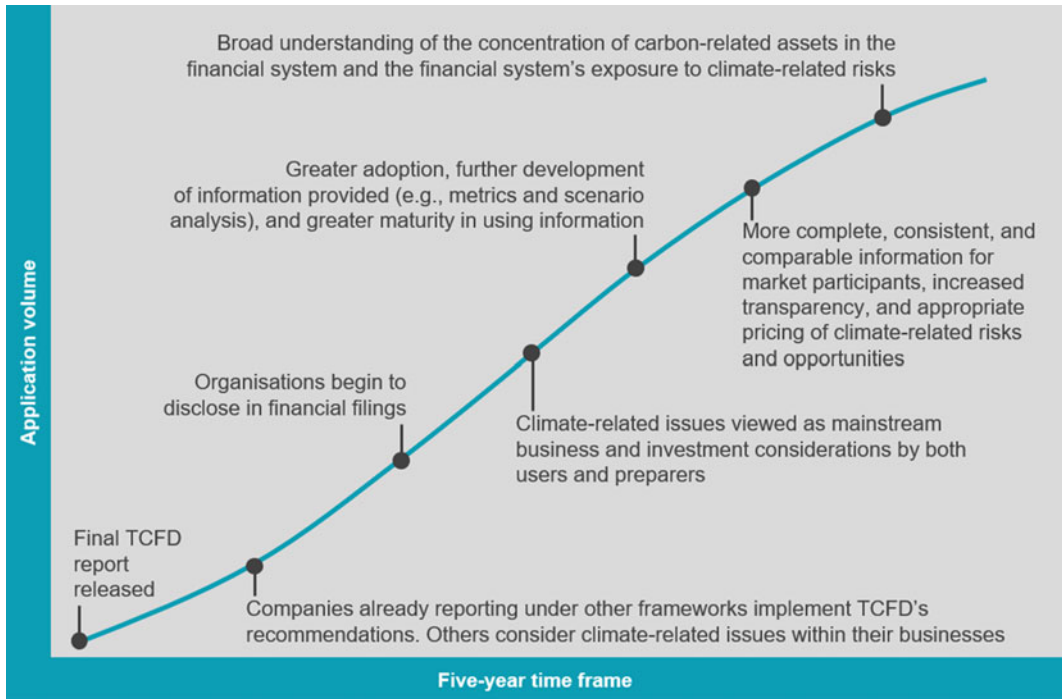 Broad understanding of the concentration of carbon-related assets in the
financial system and the financial system's exposure to climate-related risks
Greater adoption, further development
of information provided (e.g., metrics and scenario
analysis), and greater maturity in using information
More complete, consistent, and
comparable information for
market participants, increased
transparency, and appropriate
pricing of climate-related risks
and opportunities
Organisations begin to
disclose in financial filings
Climate-related issues viewed as mainstream
business and investment considerations by both
users and preparers
Final TCFD
report
released
Companies already reporting under other frameworks implement TCFD's
recommendations. Others consider climate-related issues within their businesses
Application volume
Five-year time frame